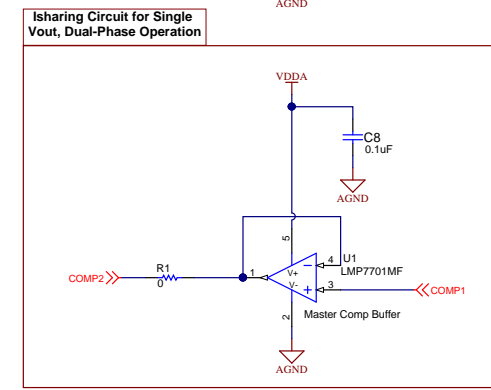 AGND
Isharing Circuit for Single
Vout, Dual-Phase Operation
VDDA
C8
0.1uF
AGND
5
V+
4
U1
LMP7701MF
R1
0
COMP2
1
V-
3
COMP1
2
Master Comp Buffer
AGND